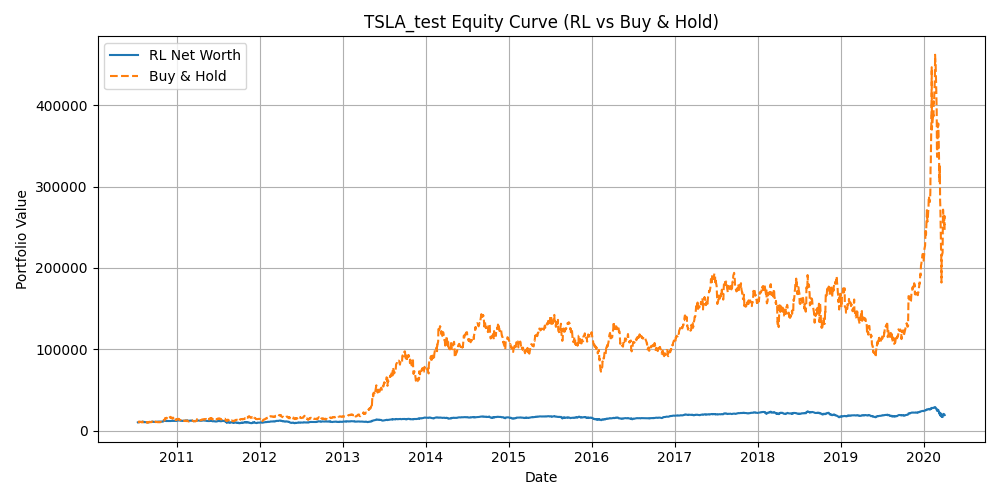 TSLA_test Equity Curve (RL vs Buy & Hold)
RL Net Worth
Buy & Hold
Portfolio Value
400000
300000
200000
100000
0
2011 2012 2013 2014 2015 2016 2017 2018 2019 2020
Date